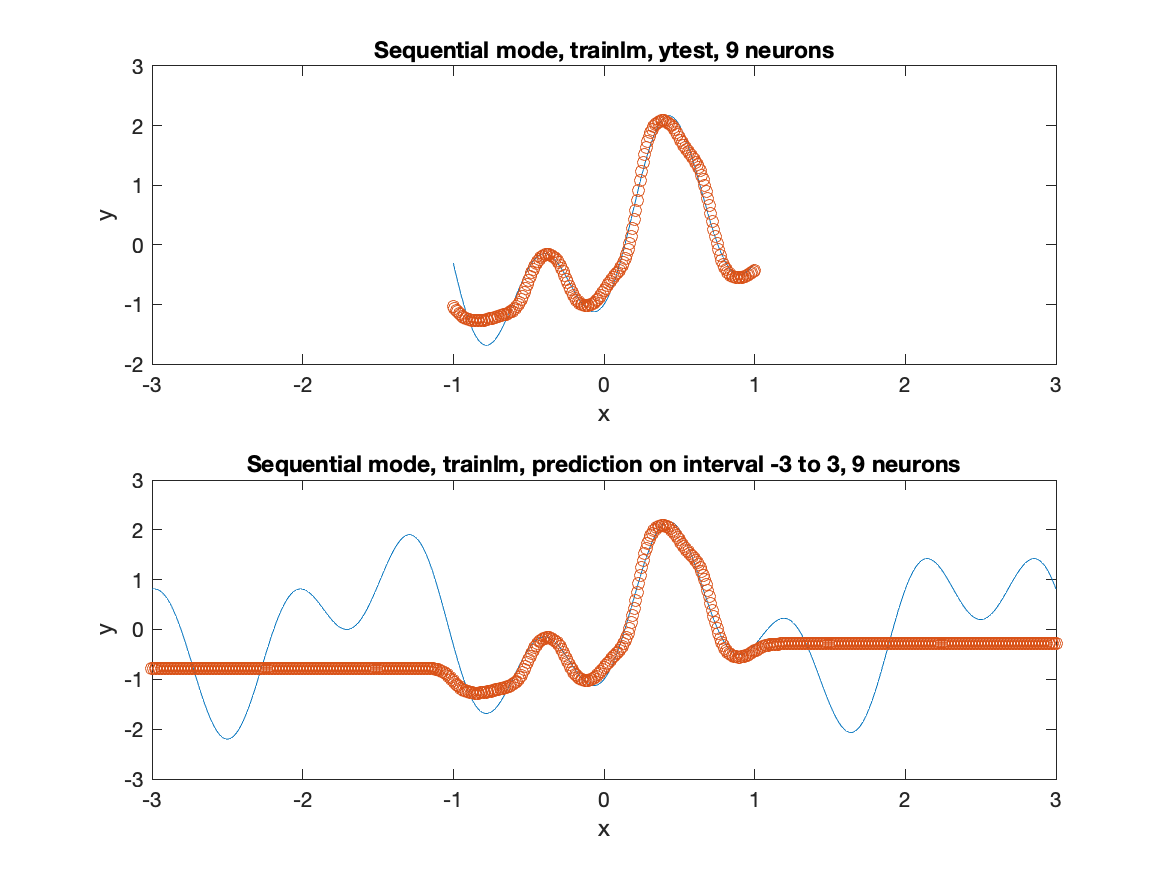 Sequential mode, trainlm, ytest, 9 neurons
3
2
1
0
-1
-2
y
-3 -2 -1 0 1 2 3
x
Sequential mode, trainlm, prediction on interval -3 to 3, 9 neurons
3
2
1
0
-1
-2
-3
y
-3 -2 -1 0 1 2 3
x